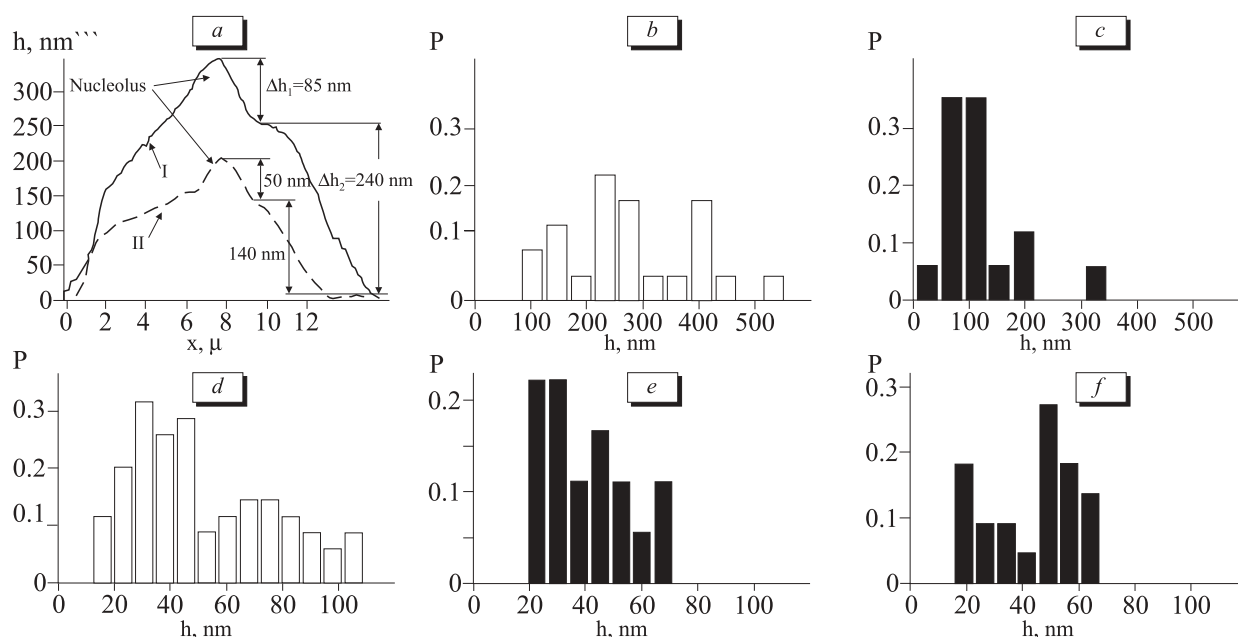 a
h, nm```
300
250
200
150
100
50
0
Nucleolus
Δh₁=85 nm
I
50 nm
Δh₂=240 nm
II
140 nm
0 2 4 6 8 10 12
x, μ
b
P
0.3
0.2
0.1
0
0 100 200 300 400 500
h, nm
c
P
0.3
0.2
0.1
0
0 100 200 300 400 500
h, nm
d
P
0.3
0.2
0.1
0
0 20 40 60 80 100
h, nm
e
P
0.2
0.1
0
0 20 40 60 80 100
h, nm
f
P
0.3
0.2
0.1
0
0 20 40 60 80 100
h, nm